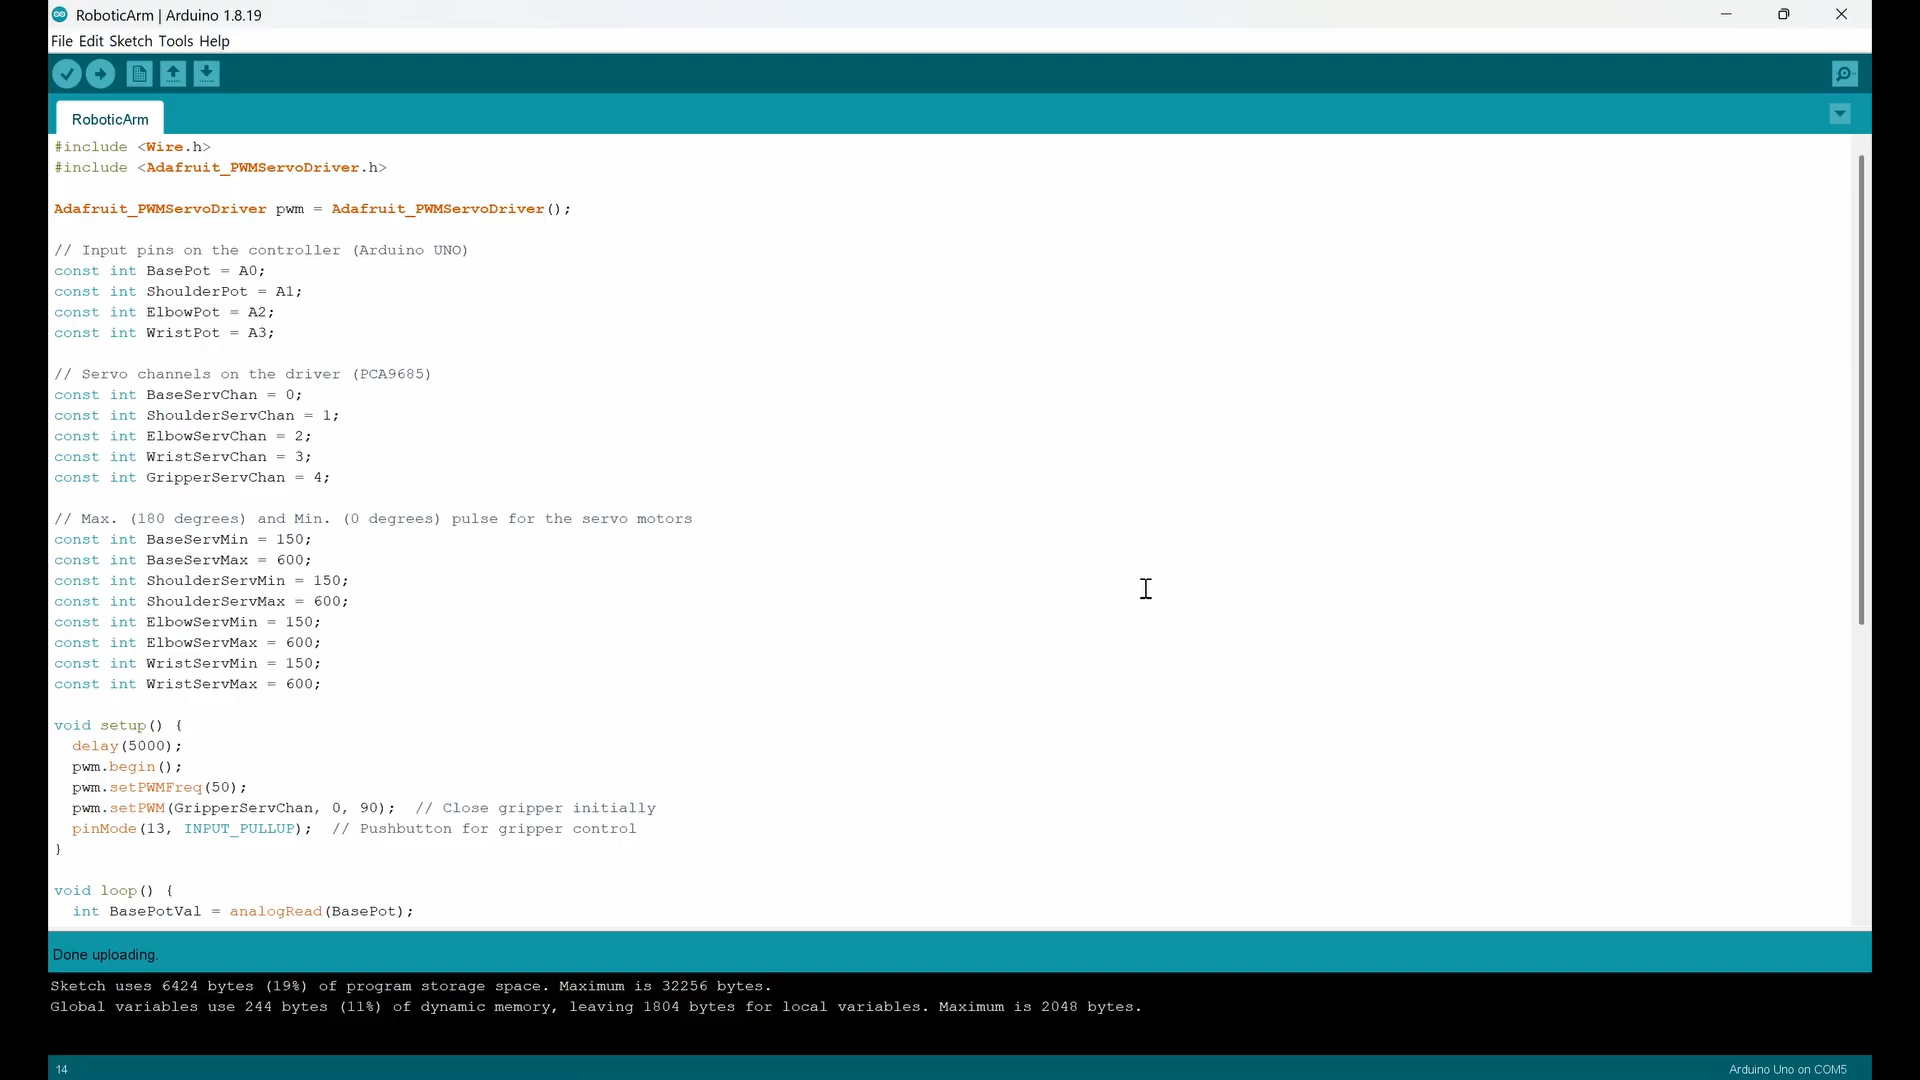 RoboticArm | Arduino 1.8.19
File Edit Sketch Tools Help
RoboticArm
#include <Wire.h>
#include <Adafruit_PWMServoDriver.h>
Adafruit_PWMServoDriver pwm = Adafruit_PWMServoDriver();
// Input pins on the controller (Arduino UNO)
const int BasePot = A0;
const int ShoulderPot = A1;
const int ElbowPot = A2;
const int WristPot = A3;
// Servo channels on the driver (PCA9685)
const int BaseServChan = 0;
const int ShoulderServChan = 1;
const int ElbowServChan = 2;
const int WristServChan = 3;
const int GripperServChan = 4;
// Max. (180 degrees) and Min. (0 degrees) pulse for the servo motors
const int BaseServMin = 150;
const int BaseServMax = 600;
const int ShoulderServMin = 150;
const int ShoulderServMax = 600;
const int ElbowServMin = 150;
const int ElbowServMax = 600;
const int WristServMin = 150;
const int WristServMax = 600;
void setup() {
  delay(5000);
  pwm.begin();
  pwm.setPWMFreq(50);
  pwm.setPWM(GripperServChan, 0, 90);  // Close gripper initially
  pinMode(13, INPUT_PULLUP);  // Pushbutton for gripper control
}
void loop() {
  int BasePotVal = analogRead(BasePot);
Done uploading.
Sketch uses 6424 bytes (19%) of program storage space. Maximum is 32256 bytes.
Global variables use 244 bytes (11%) of dynamic memory, leaving 1804 bytes for local variables. Maximum is 2048 bytes.
14
Arduino Uno on COM5